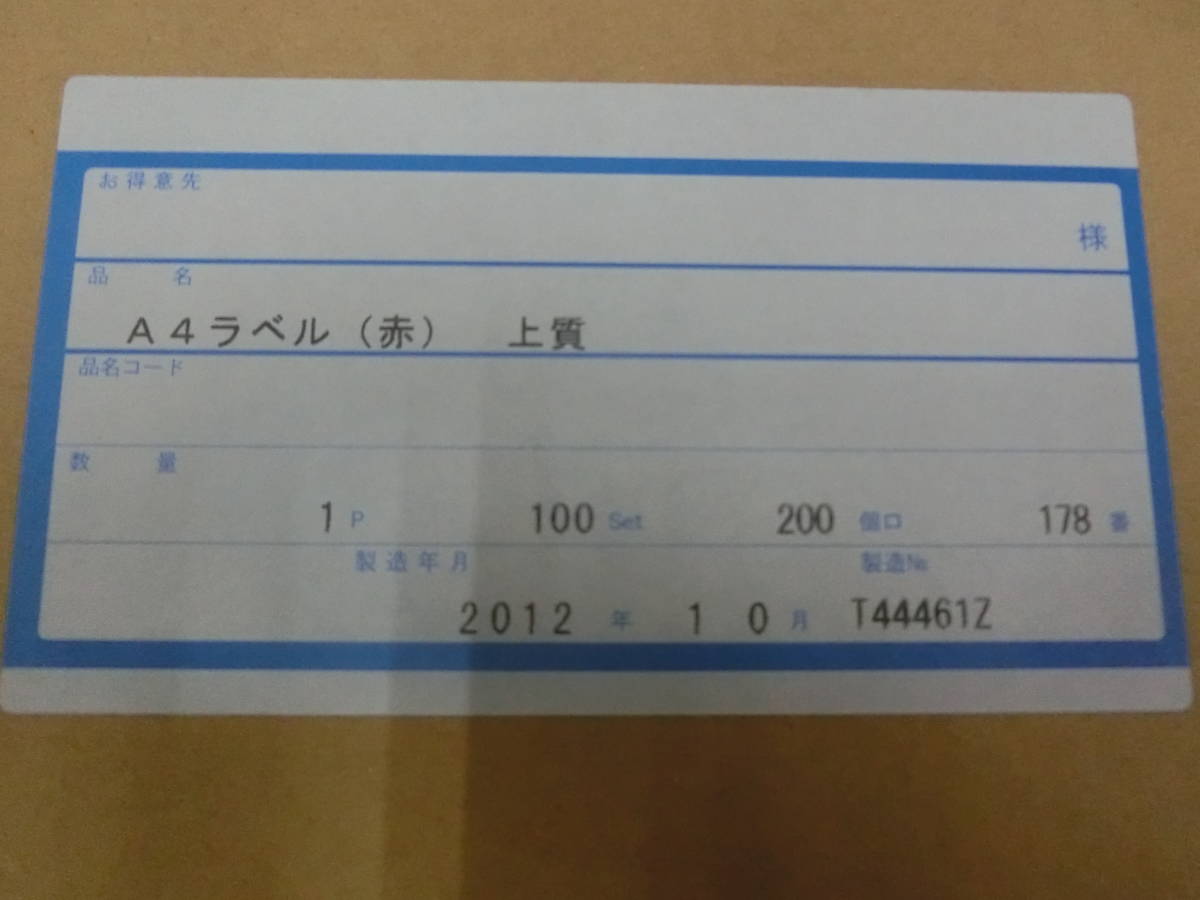 お得意先
様
品名
A4ラベル（赤） 上質
品名コード
数量
1 P 100 Set 200 個口 178 番
製造年月 製造№
2012 年 10 月 T44461Z